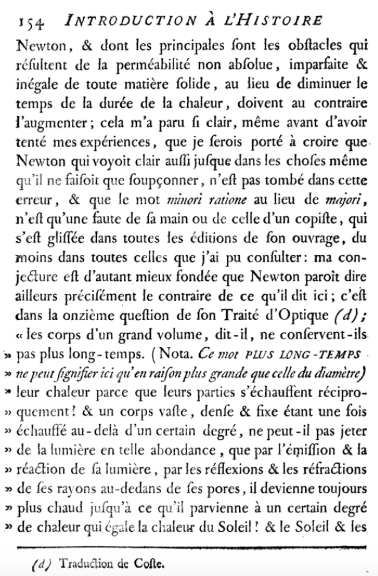 154 INTRODUCTION À L'HISTOIRE
Newton, & dont les principales ſont les obſtacles qui
réſultent de la perméabilité non abſolue, imparfaite &
inégale de toute matière ſolide, au lieu de diminuer le
temps de la durée de la chaleur, doivent au contraire
l'augmenter; cela m'a paru ſi clair, même avant d'avoir
tenté mes expériences, que je ſerois porté à croire que
Newton qui voyoit clair auſſi juſque dans les choſes même
qu'il ne faiſoit que ſoupçonner, n'eſt pas tombé dans cette
erreur, & que le mot minori ratione au lieu de majori,
n'eſt qu'une faute de ſa main ou de celle d'un copiſte, qui
s'eſt gliſſée dans toutes les éditions de ſon ouvrage, du
moins dans toutes celles que j'ai pu conſulter: ma con-
jecture eſt d'autant mieux fondée que Newton paroît dire
ailleurs préciſément le contraire de ce qu'il dit ici; c'eſt
dans la onzième queſtion de ſon Traité d'Optique (d);
« les corps d'un grand volume, dit-il, ne conſervent-ils
» pas plus long-temps. (Nota. Ce mot PLUS LONG-TEMPS
» ne peut ſignifier ici qu'en raiſon plus grande que celle du diamètre)
» leur chaleur parce que leurs parties s'échauffent récipro-
» quement! & un corps vaſte, denſe & fixe étant une fois
» échauffé au-delà d'un certain degré, ne peut-il pas jeter
» de la lumière en telle abondance, que par l'émiſſion & la
» réaction de ſa lumière, par les réflexions & les réfractions
» de ſes rayons au-dedans de ſes pores, il devienne toujours
» plus chaud juſqu'à ce qu'il parvienne à un certain degré
» de chaleur qui égale la chaleur du Soleil! & le Soleil & les
(d) Traduction de Coſte.